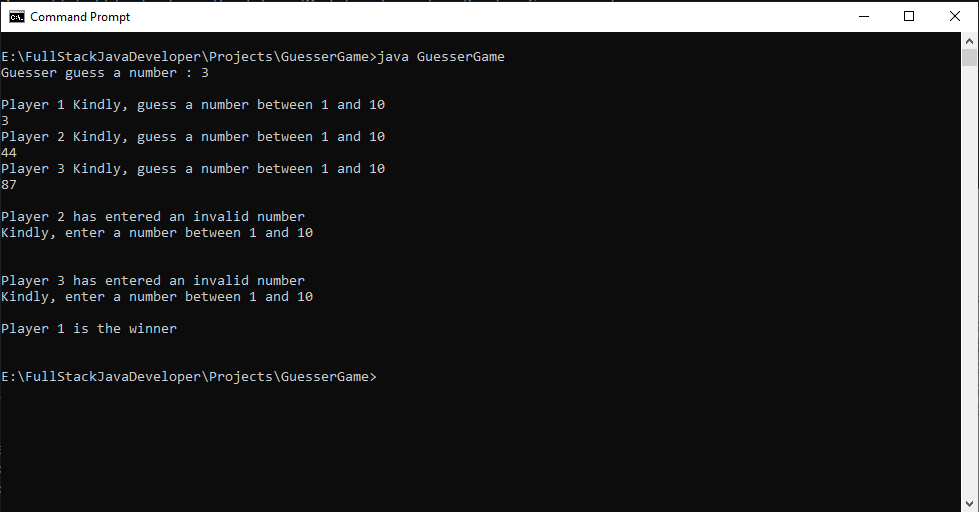 Command Prompt
E:\FullStackJavaDeveloper\Projects\GuesserGame>java GuesserGame
Guesser guess a number : 3
Player 1 Kindly, guess a number between 1 and 10
3
Player 2 Kindly, guess a number between 1 and 10
44
Player 3 Kindly, guess a number between 1 and 10
87
Player 2 has entered an invalid number
Kindly, enter a number between 1 and 10
Player 3 has entered an invalid number
Kindly, enter a number between 1 and 10
Player 1 is the winner
E:\FullStackJavaDeveloper\Projects\GuesserGame>